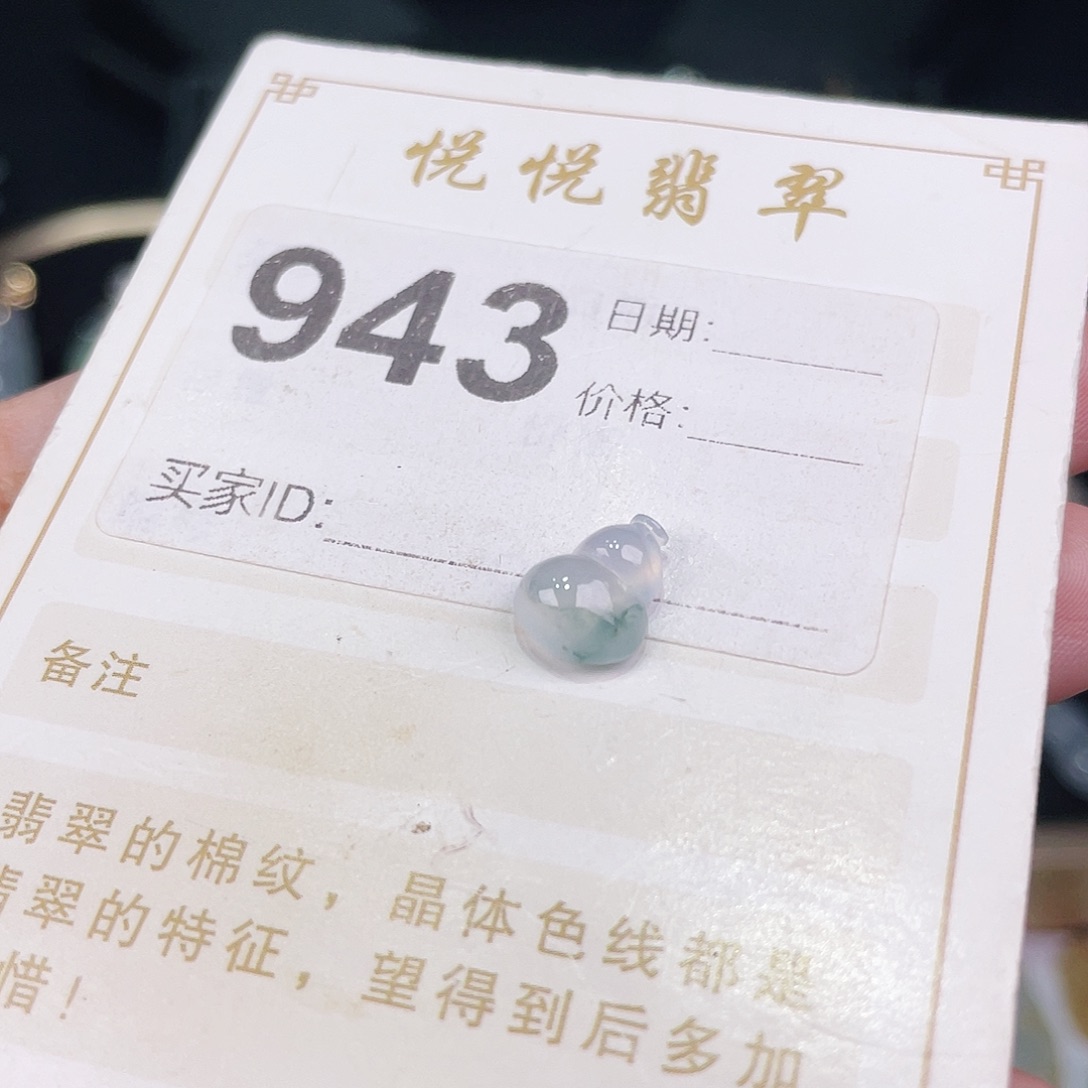 悦悦翡翠
943
日期:
价格:
买家ID:
备注
翡翠的棉纹，晶体色线都是
翡翠的特征，望得到后多加
惜！